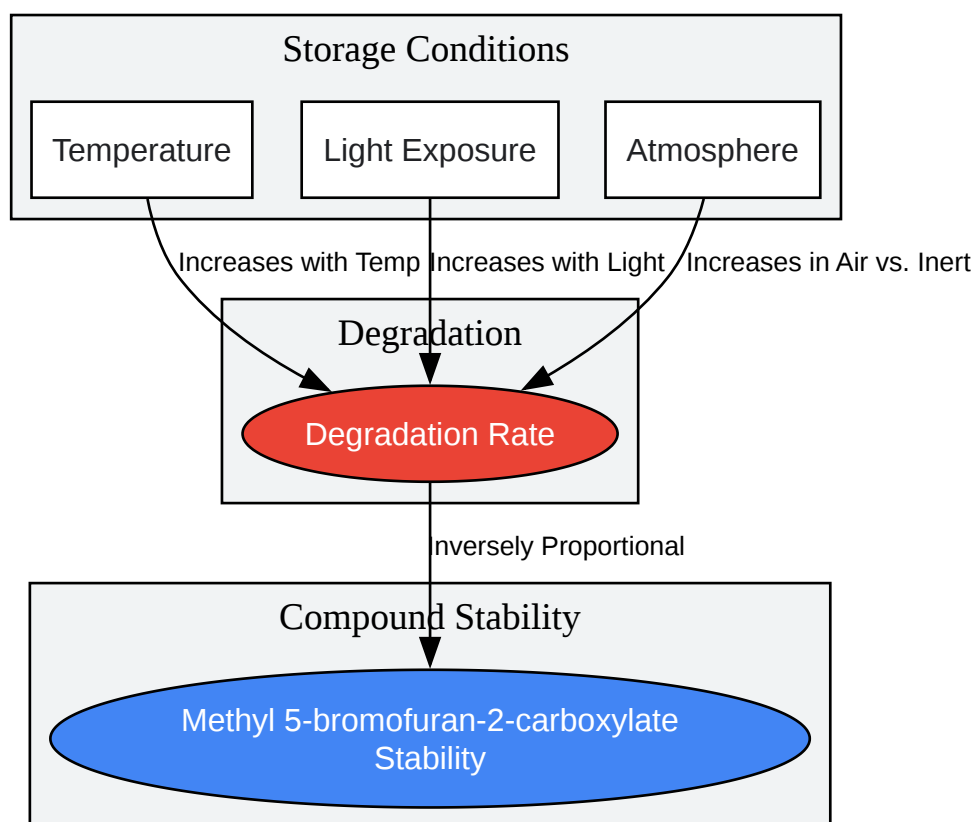 Storage Conditions
Temperature
Light Exposure
Atmosphere
Increases with Temp
Increases with Light
Increases in Air vs. Inert
Degradation
Degradation Rate
Inversely Proportional
Compound Stability
Methyl 5-bromofuran-2-carboxylate
Stability